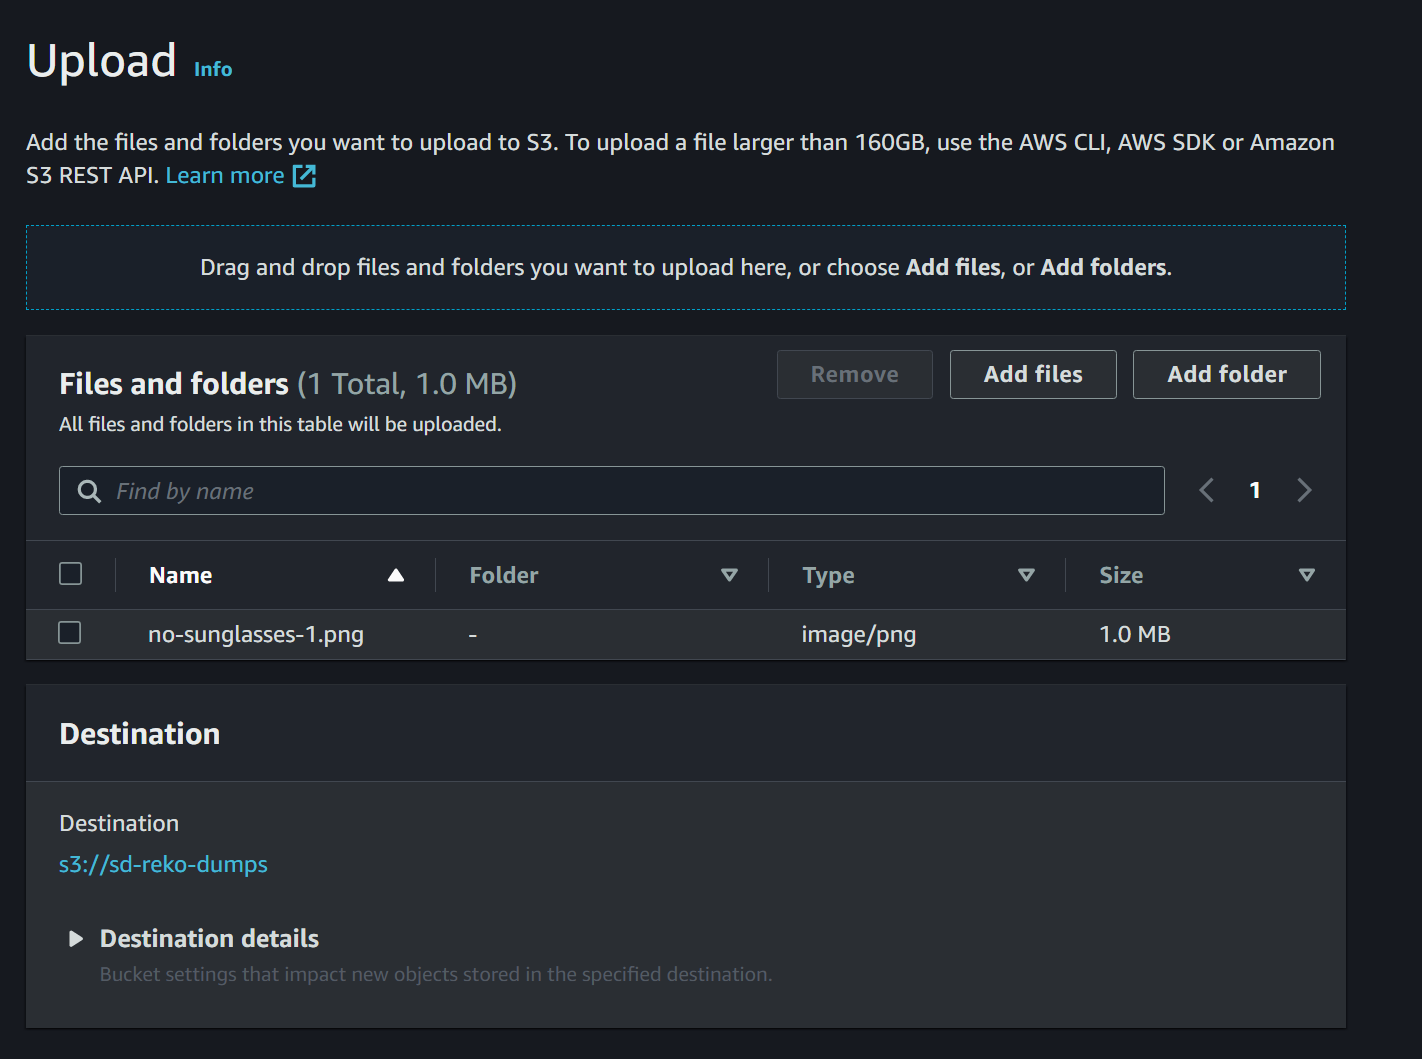 Upload Info
Add the files and folders you want to upload to S3. To upload a file larger than 160GB, use the AWS CLI, AWS SDK or Amazon
S3 REST API. Learn more
Drag and drop files and folders you want to upload here, or choose Add files, or Add folders.
Files and folders (1 Total, 1.0 MB)
Remove Add files Add folder
All files and folders in this table will be uploaded.
Find by name 1
Name Folder Type Size
no-sunglasses-1.png - image/png 1.0 MB
Destination
Destination
s3://sd-reko-dumps
Destination details
Bucket settings that impact new objects stored in the specified destination.